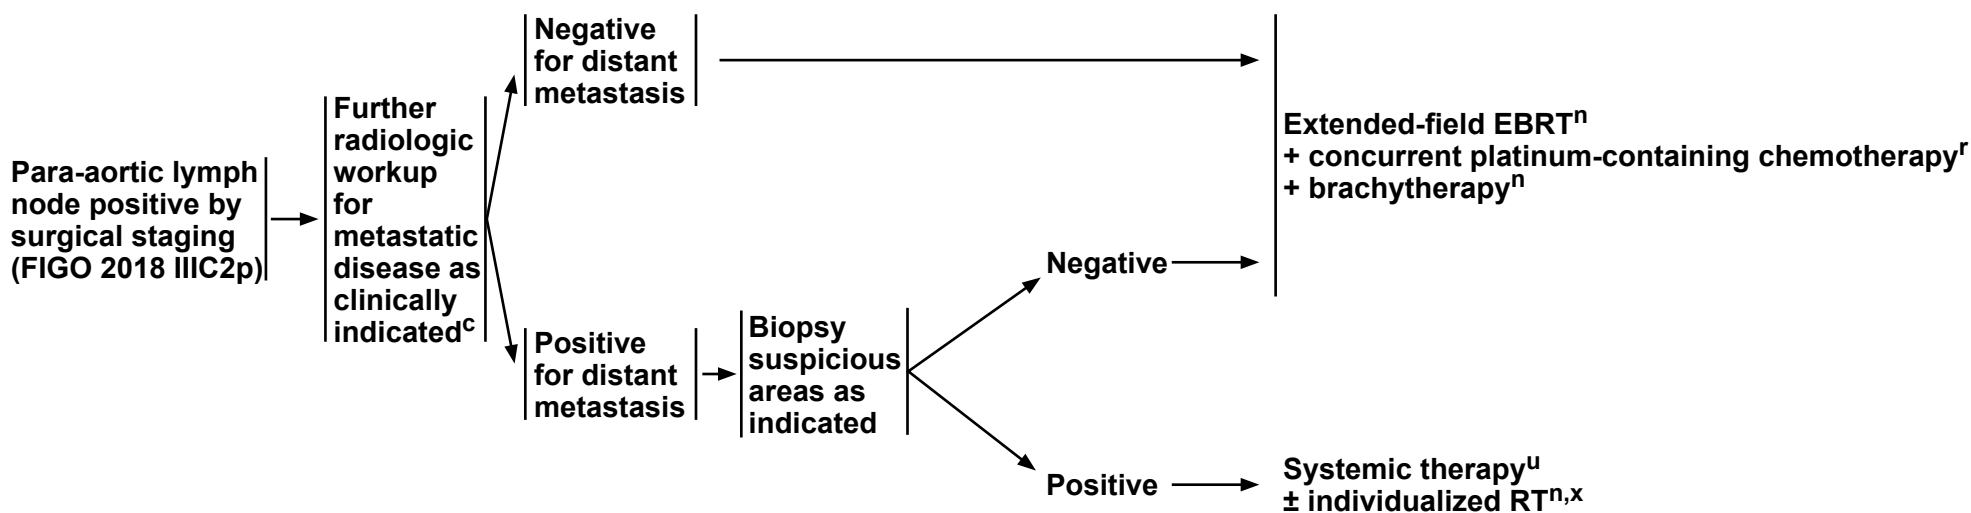 Para-aortic lymph
node positive by
surgical staging
(FIGO 2018 IIIC2p)
Further
radiologic
workup
for
metastatic
disease as
clinically
indicatedᶜ
Negative
for distant
metastasis
Positive
for distant
metastasis
Biopsy
suspicious
areas as
indicated
Negative
Positive
Extended-field EBRTⁿ
+ concurrent platinum-containing chemotherapyʳ
+ brachytherapyⁿ
Systemic therapyᵘ
± individualized RTⁿ,ˣ